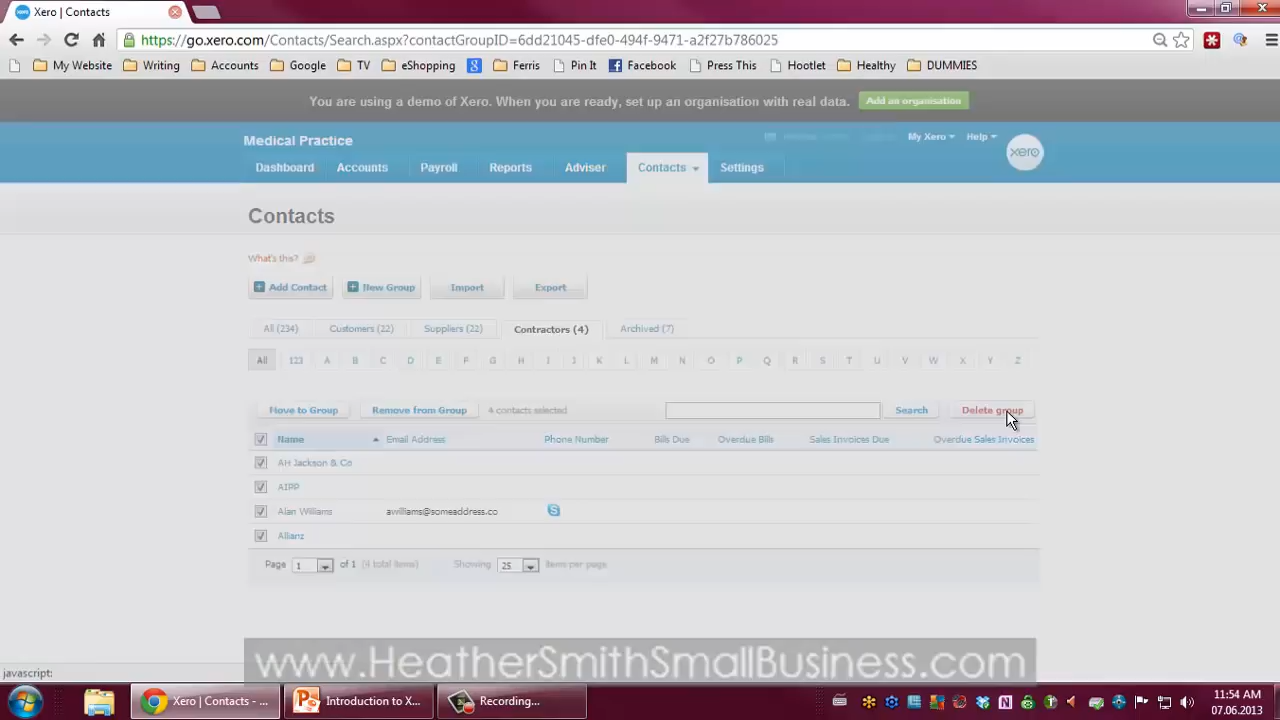 Xero | Contacts
https://go.xero.com/Contacts/Search.aspx?contactGroupID=6dd21045-dfe0-494f-9471-a2f27b786025
My Website Writing Accounts Google TV eShopping Ferris Pin It Facebook Press This Hootlet Healthy DUMMIES
You are using a demo of Xero. When you are ready, set up an organisation with real data. Add an organisation
Medical Practice My Xero Help xero
Dashboard Accounts Payroll Reports Adviser Contacts Settings
Contacts
What's this?
Add Contact New Group Import Export
All (234) Customers (22) Suppliers (22) Contractors (4) Archived (7)
All 123 A B C D E F G H I J K L M N O P Q R S T U V W X Y Z
Move to Group Remove from Group 4 contacts selected Search Delete group
Name Email Address Phone Number Bills Due Overdue Bills Sales Invoices Due Overdue Sales Invoices
AH Jackson & Co
AIPP
Alan Williams awilliams@someaddress.co
Allianz
Page 1 of 1 (4 total items) Showing 25 items per page
www.HeatherSmithSmallBusiness.com
javascript:
Xero | Contacts - ... Introduction to X... Recording...
11:54 AM
07.06.2013